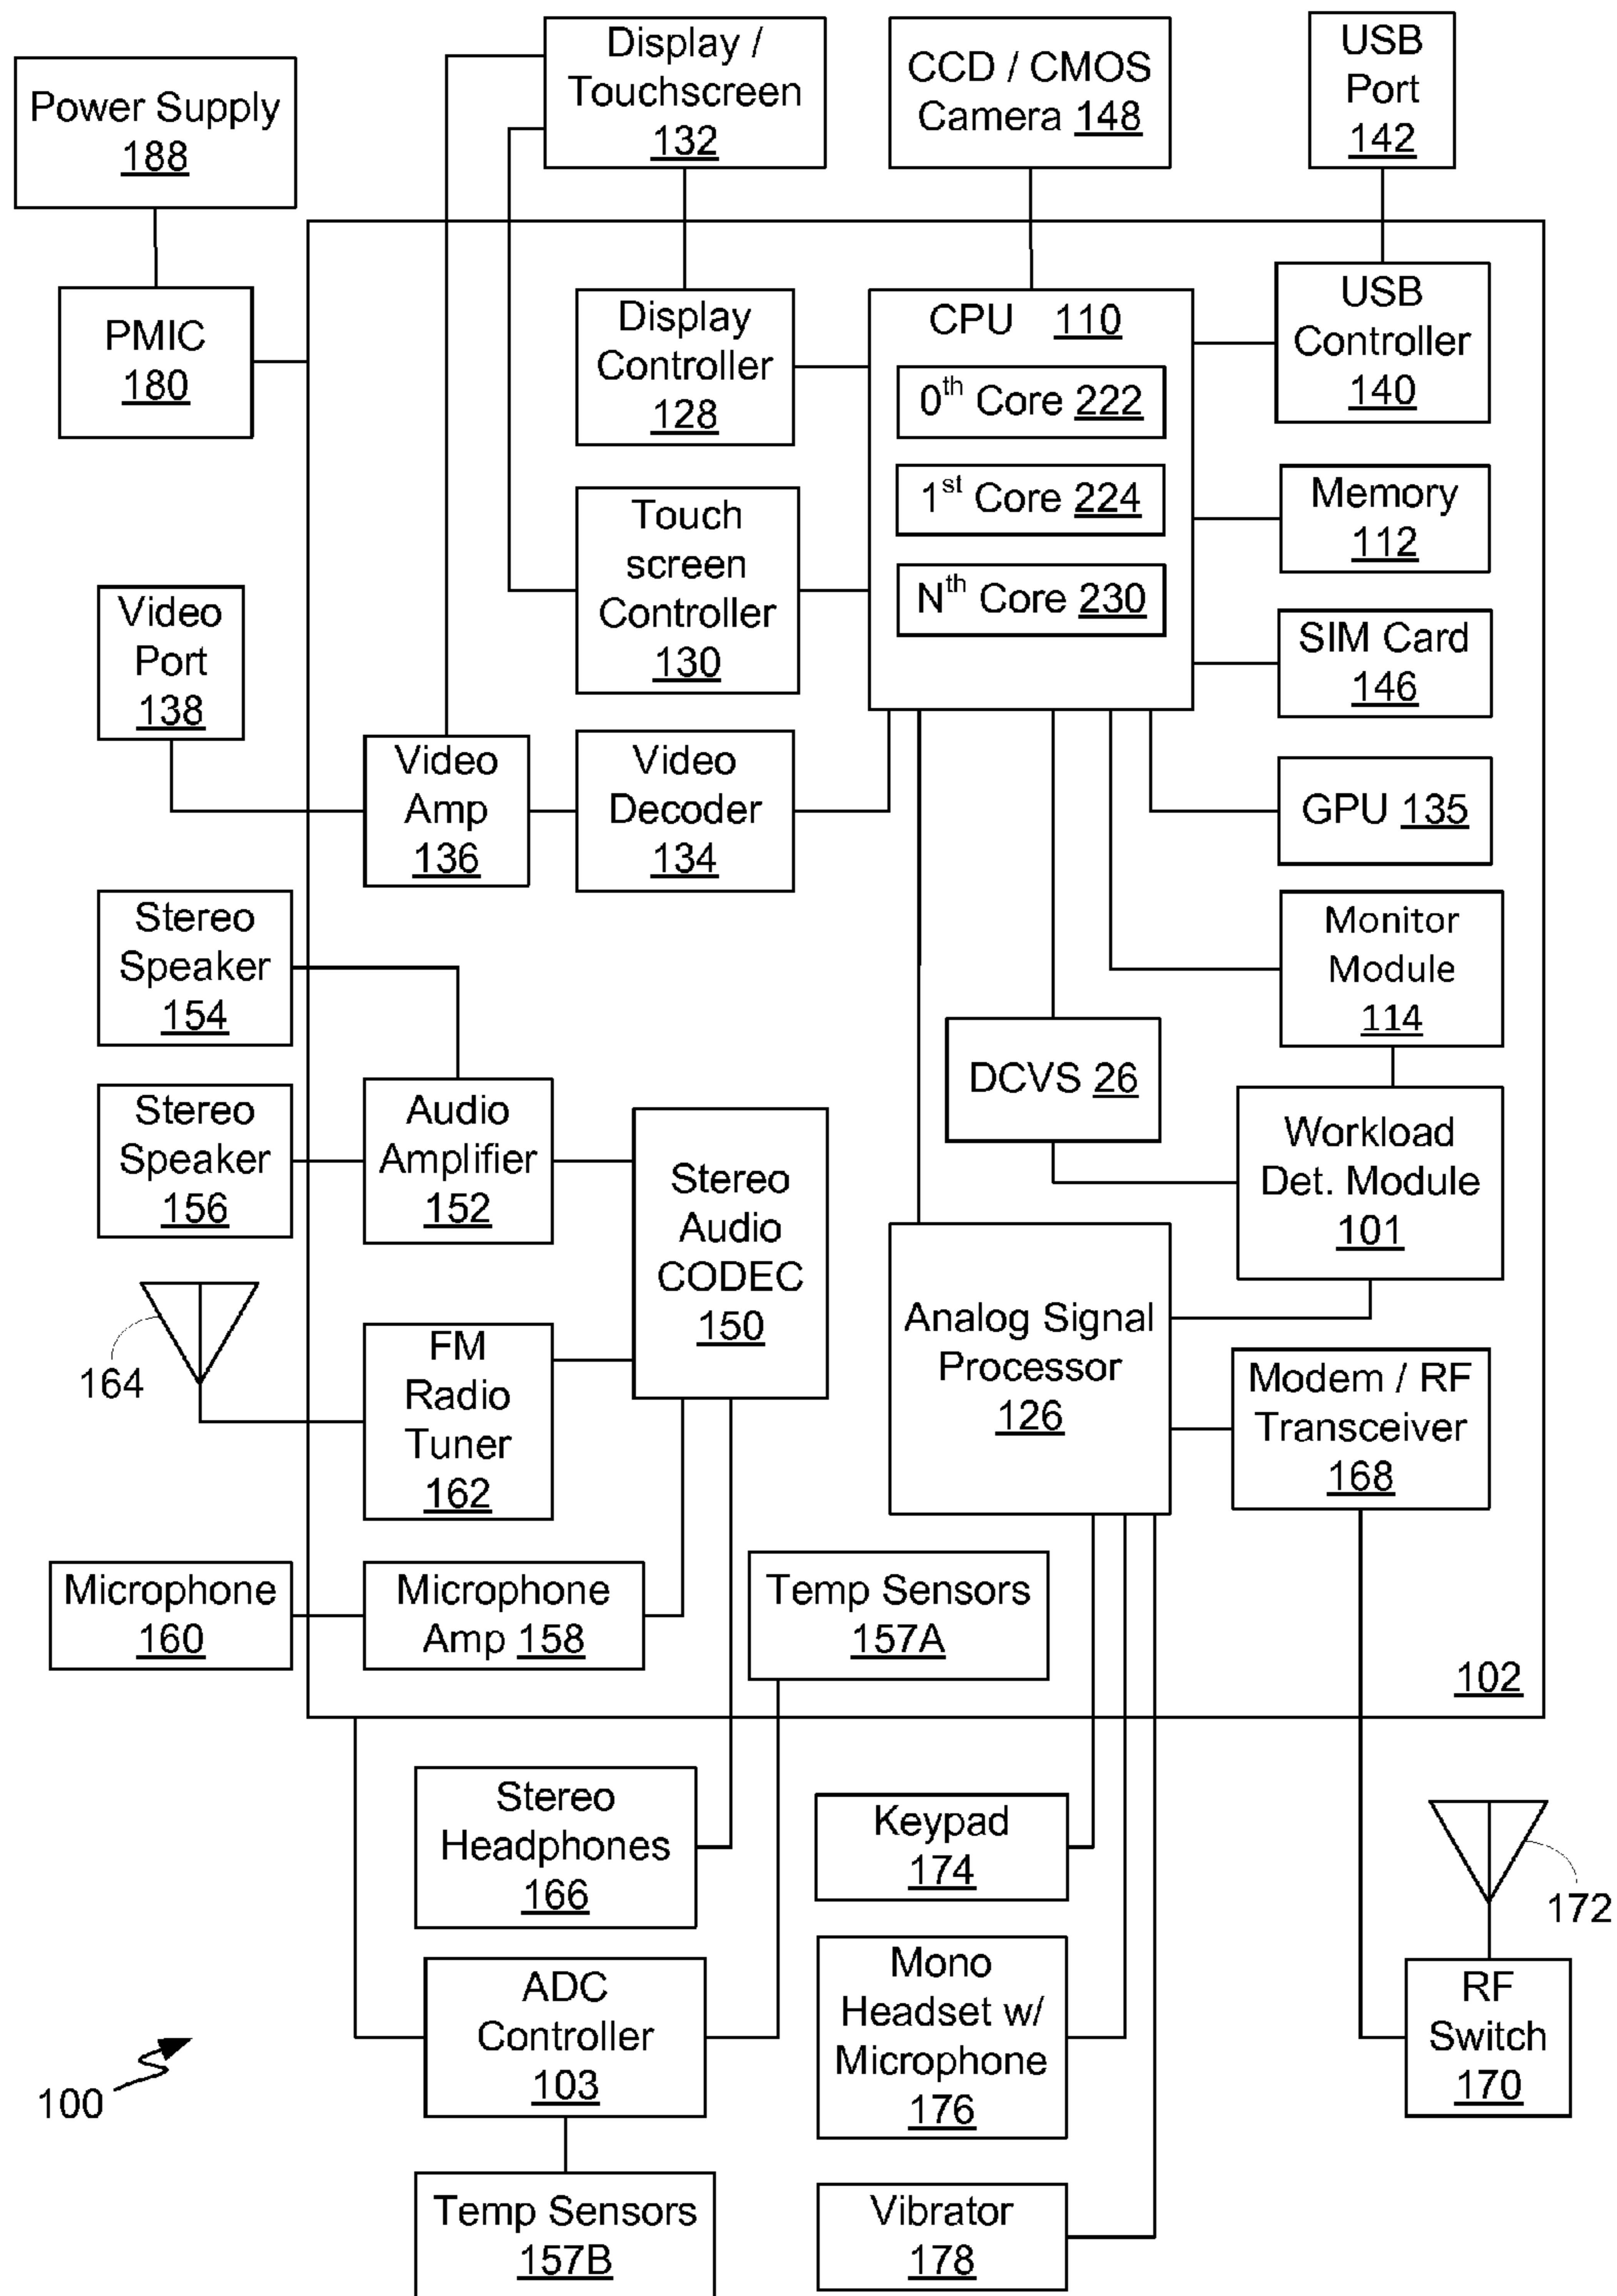 Display /
Touchscreen
132
CCD / CMOS
Camera 148
USB
Port
142
Power Supply
188
PMIC
180
Display
Controller
128
CPU 110
0th Core 222
1st Core 224
Nth Core 230
USB
Controller
140
Memory
112
Touch
screen
Controller
130
SIM Card
146
Video
Port
138
Video
Amp
136
Video
Decoder
134
GPU 135
Stereo
Speaker
154
Monitor
Module
114
DCVS 26
Stereo
Speaker
156
Audio
Amplifier
152
Stereo
Audio
CODEC
150
Workload
Det. Module
101
164
FM
Radio
Tuner
162
Analog Signal
Processor
126
Modem / RF
Transceiver
168
Microphone
160
Microphone
Amp 158
Temp Sensors
157A
102
Stereo
Headphones
166
Keypad
174
172
ADC
Controller
103
Mono
Headset w/
Microphone
176
RF
Switch
170
100
Temp Sensors
157B
Vibrator
178